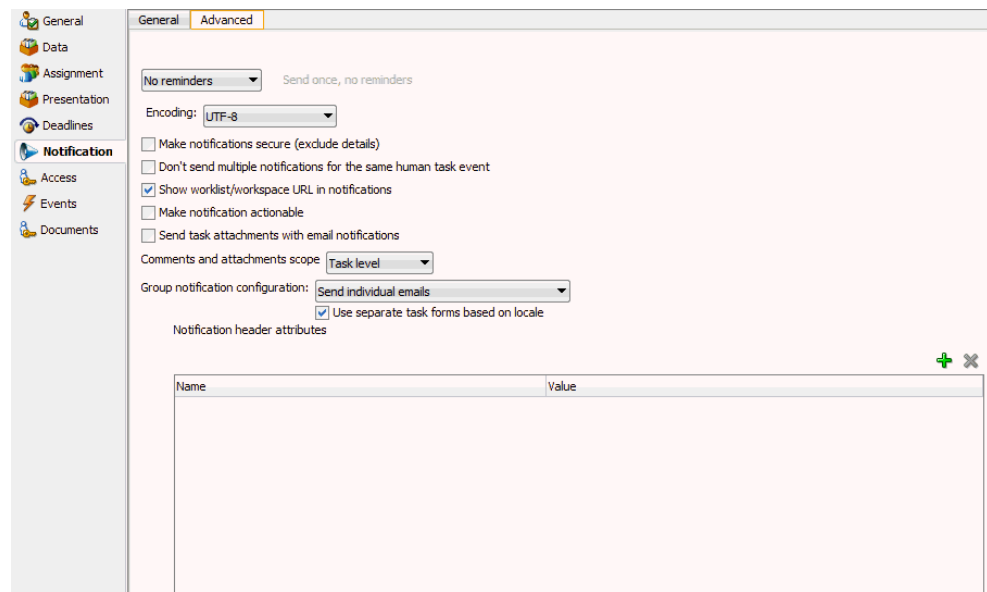 General
Data
Assignment
Presentation
Deadlines
Notification
Access
Events
Documents
General Advanced
No reminders Send once, no reminders
Encoding: UTF-8
Make notifications secure (exclude details)
Don't send multiple notifications for the same human task event
Show worklist/workspace URL in notifications
Make notification actionable
Send task attachments with email notifications
Comments and attachments scope Task level
Group notification configuration: Send individual emails
Use separate task forms based on locale
Notification header attributes
Name Value